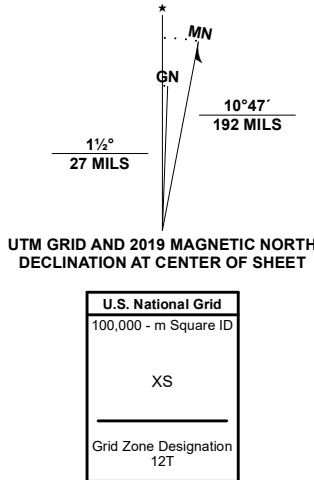 ★
MN
GN
10°47´
192 MILS
1½°
27 MILS
UTM GRID AND 2019 MAGNETIC NORTH
DECLINATION AT CENTER OF SHEET
U.S. National Grid
100,000 - m Square ID
XS
Grid Zone Designation
12T